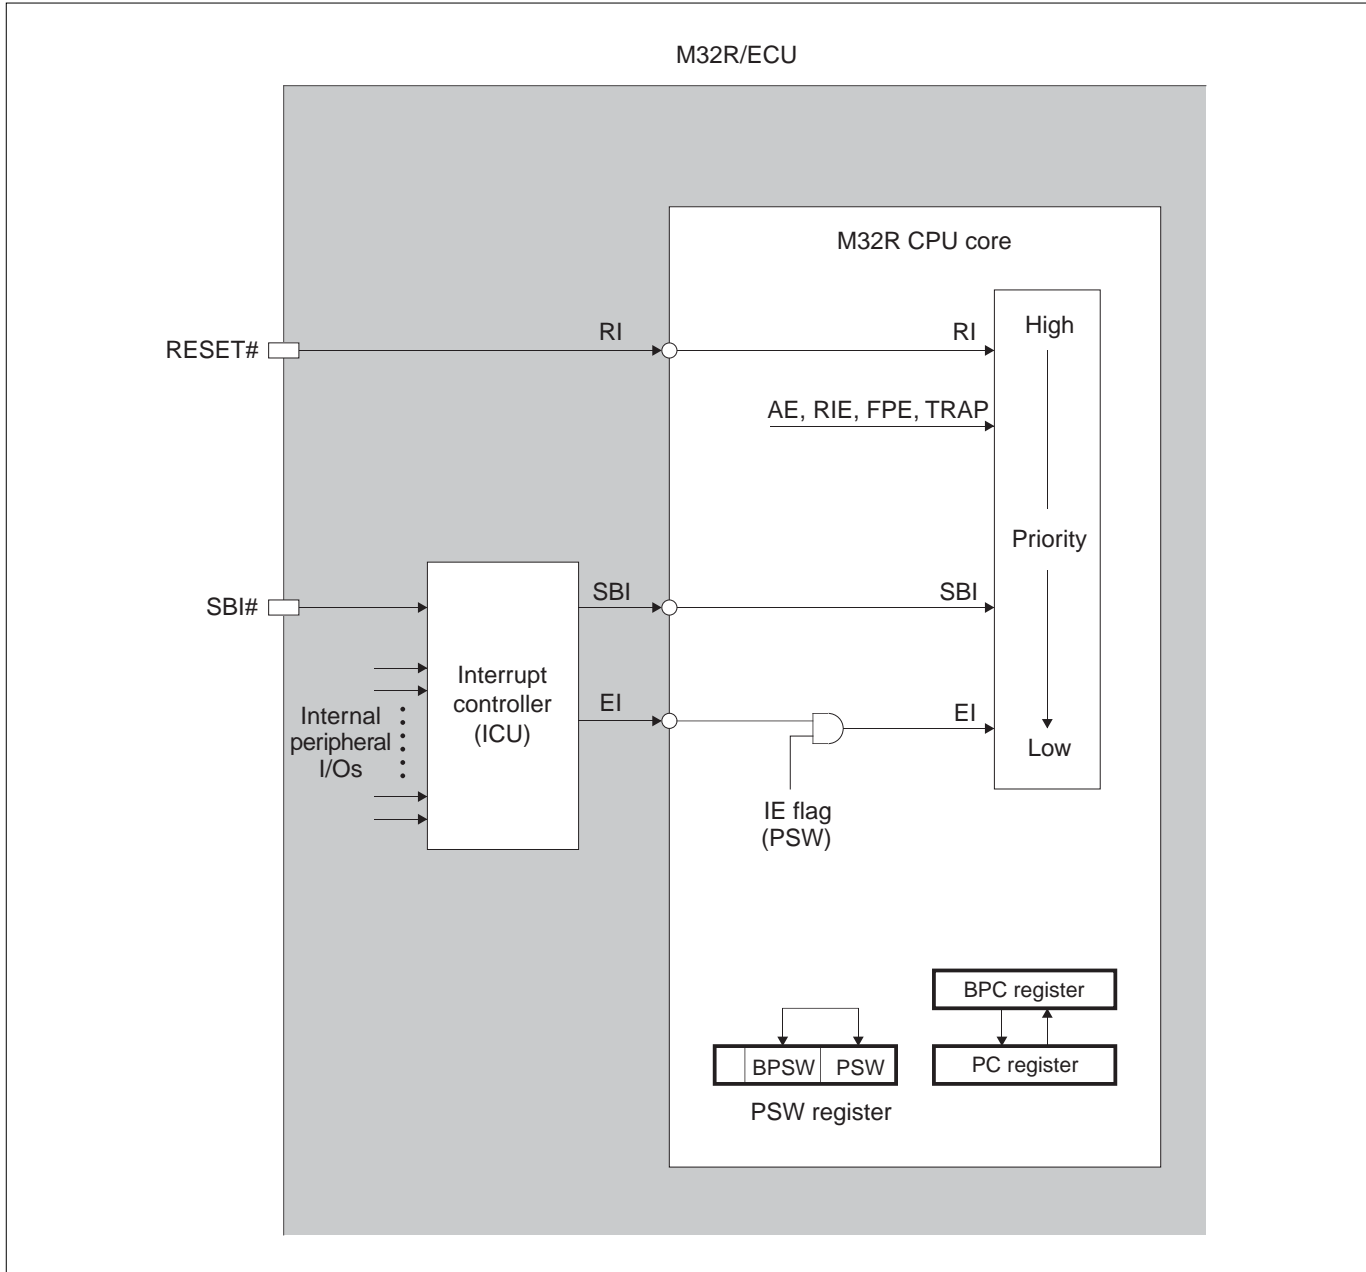 M32R/ECU
M32R CPU core
RESET#
RI
RI
High
AE, RIE, FPE, TRAP
Priority
SBI#
SBI
SBI
Interrupt
controller
(ICU)
Internal
peripheral
I/Os
EI
EI
Low
IE flag
(PSW)
BPC register
BPSW
PSW
PC register
PSW register